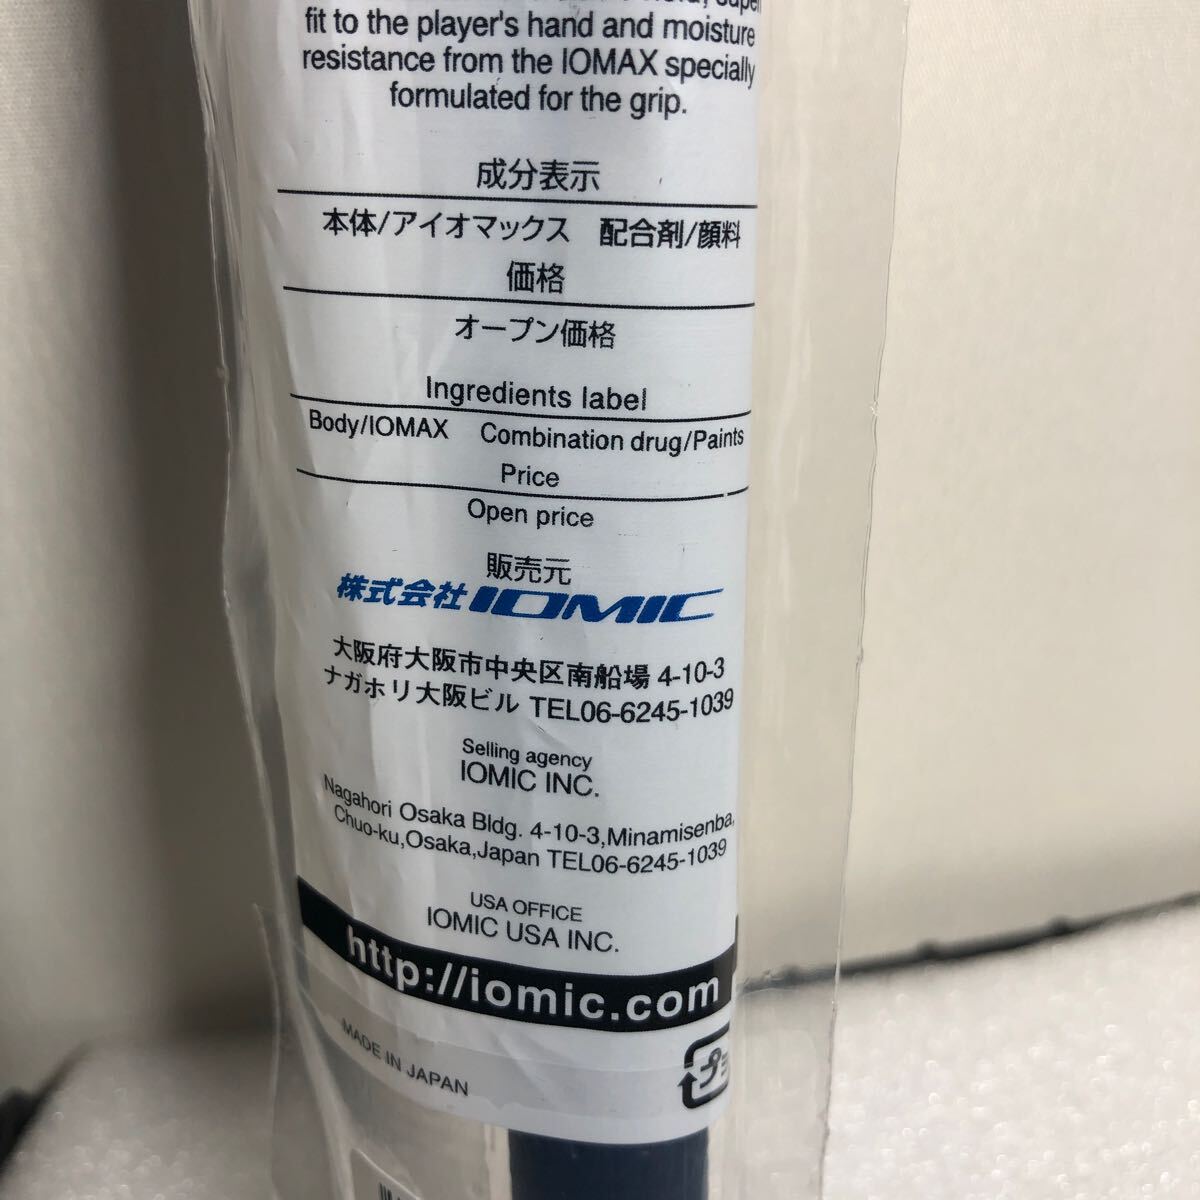 fit to the player's hand and moisture
resistance from the IOMAX specially
formulated for the grip.
成分表示
本体/アイオマックス 配合剤/顔料
価格
オープン価格
Ingredients label
Body/IOMAX Combination drug/Paints
Price
Open price
販売元
株式会社 IOMIC
大阪府大阪市中央区南船場 4-10-3
ナガホリ大阪ビル TEL06-6245-1039
Selling agency
IOMIC INC.
Nagahori Osaka Bldg. 4-10-3,Minamisenba,
Chuo-ku,Osaka,Japan TEL06-6245-1039
USA OFFICE
IOMIC USA INC.
http://iomic.com
MADE IN JAPAN
プラ